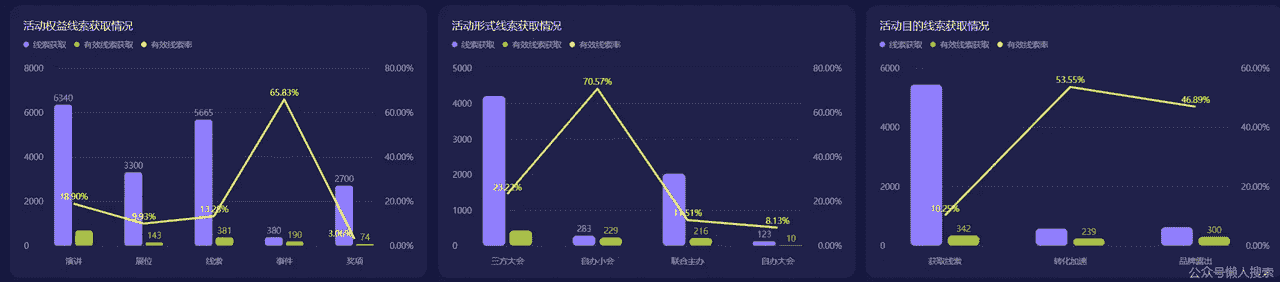 活动权益线索获取情况
线索获取 有效线索获取 有效线索率
8000 80.00%
6340
65.83%
5665
6000 60.00%
4000 40.00%
3300
2700
2000 20.00%
18.90%
9.93%
13.28%
3.06%
380
143 381 190 74
0 0.00%
演讲 展位 线索 事件 奖项
活动形式线索获取情况
线索获取 有效线索获取 有效线索率
5000 80.00%
70.57%
4000 60.00%
3000
40.00%
2000
23.22%
20.00%
1000
11.51%
8.13%
283 229 216 123 10
0 0.00%
三方大会 自办小会 联合主办 自办大会
活动目的线索获取情况
线索获取 有效线索获取 有效线索率
6000 60.00%
53.55%
46.89%
4000 40.00%
2000 20.00%
10.25%
342 239 300
0 0.00%
获取线索 转化加速 品牌露出
公众号懒人搜索